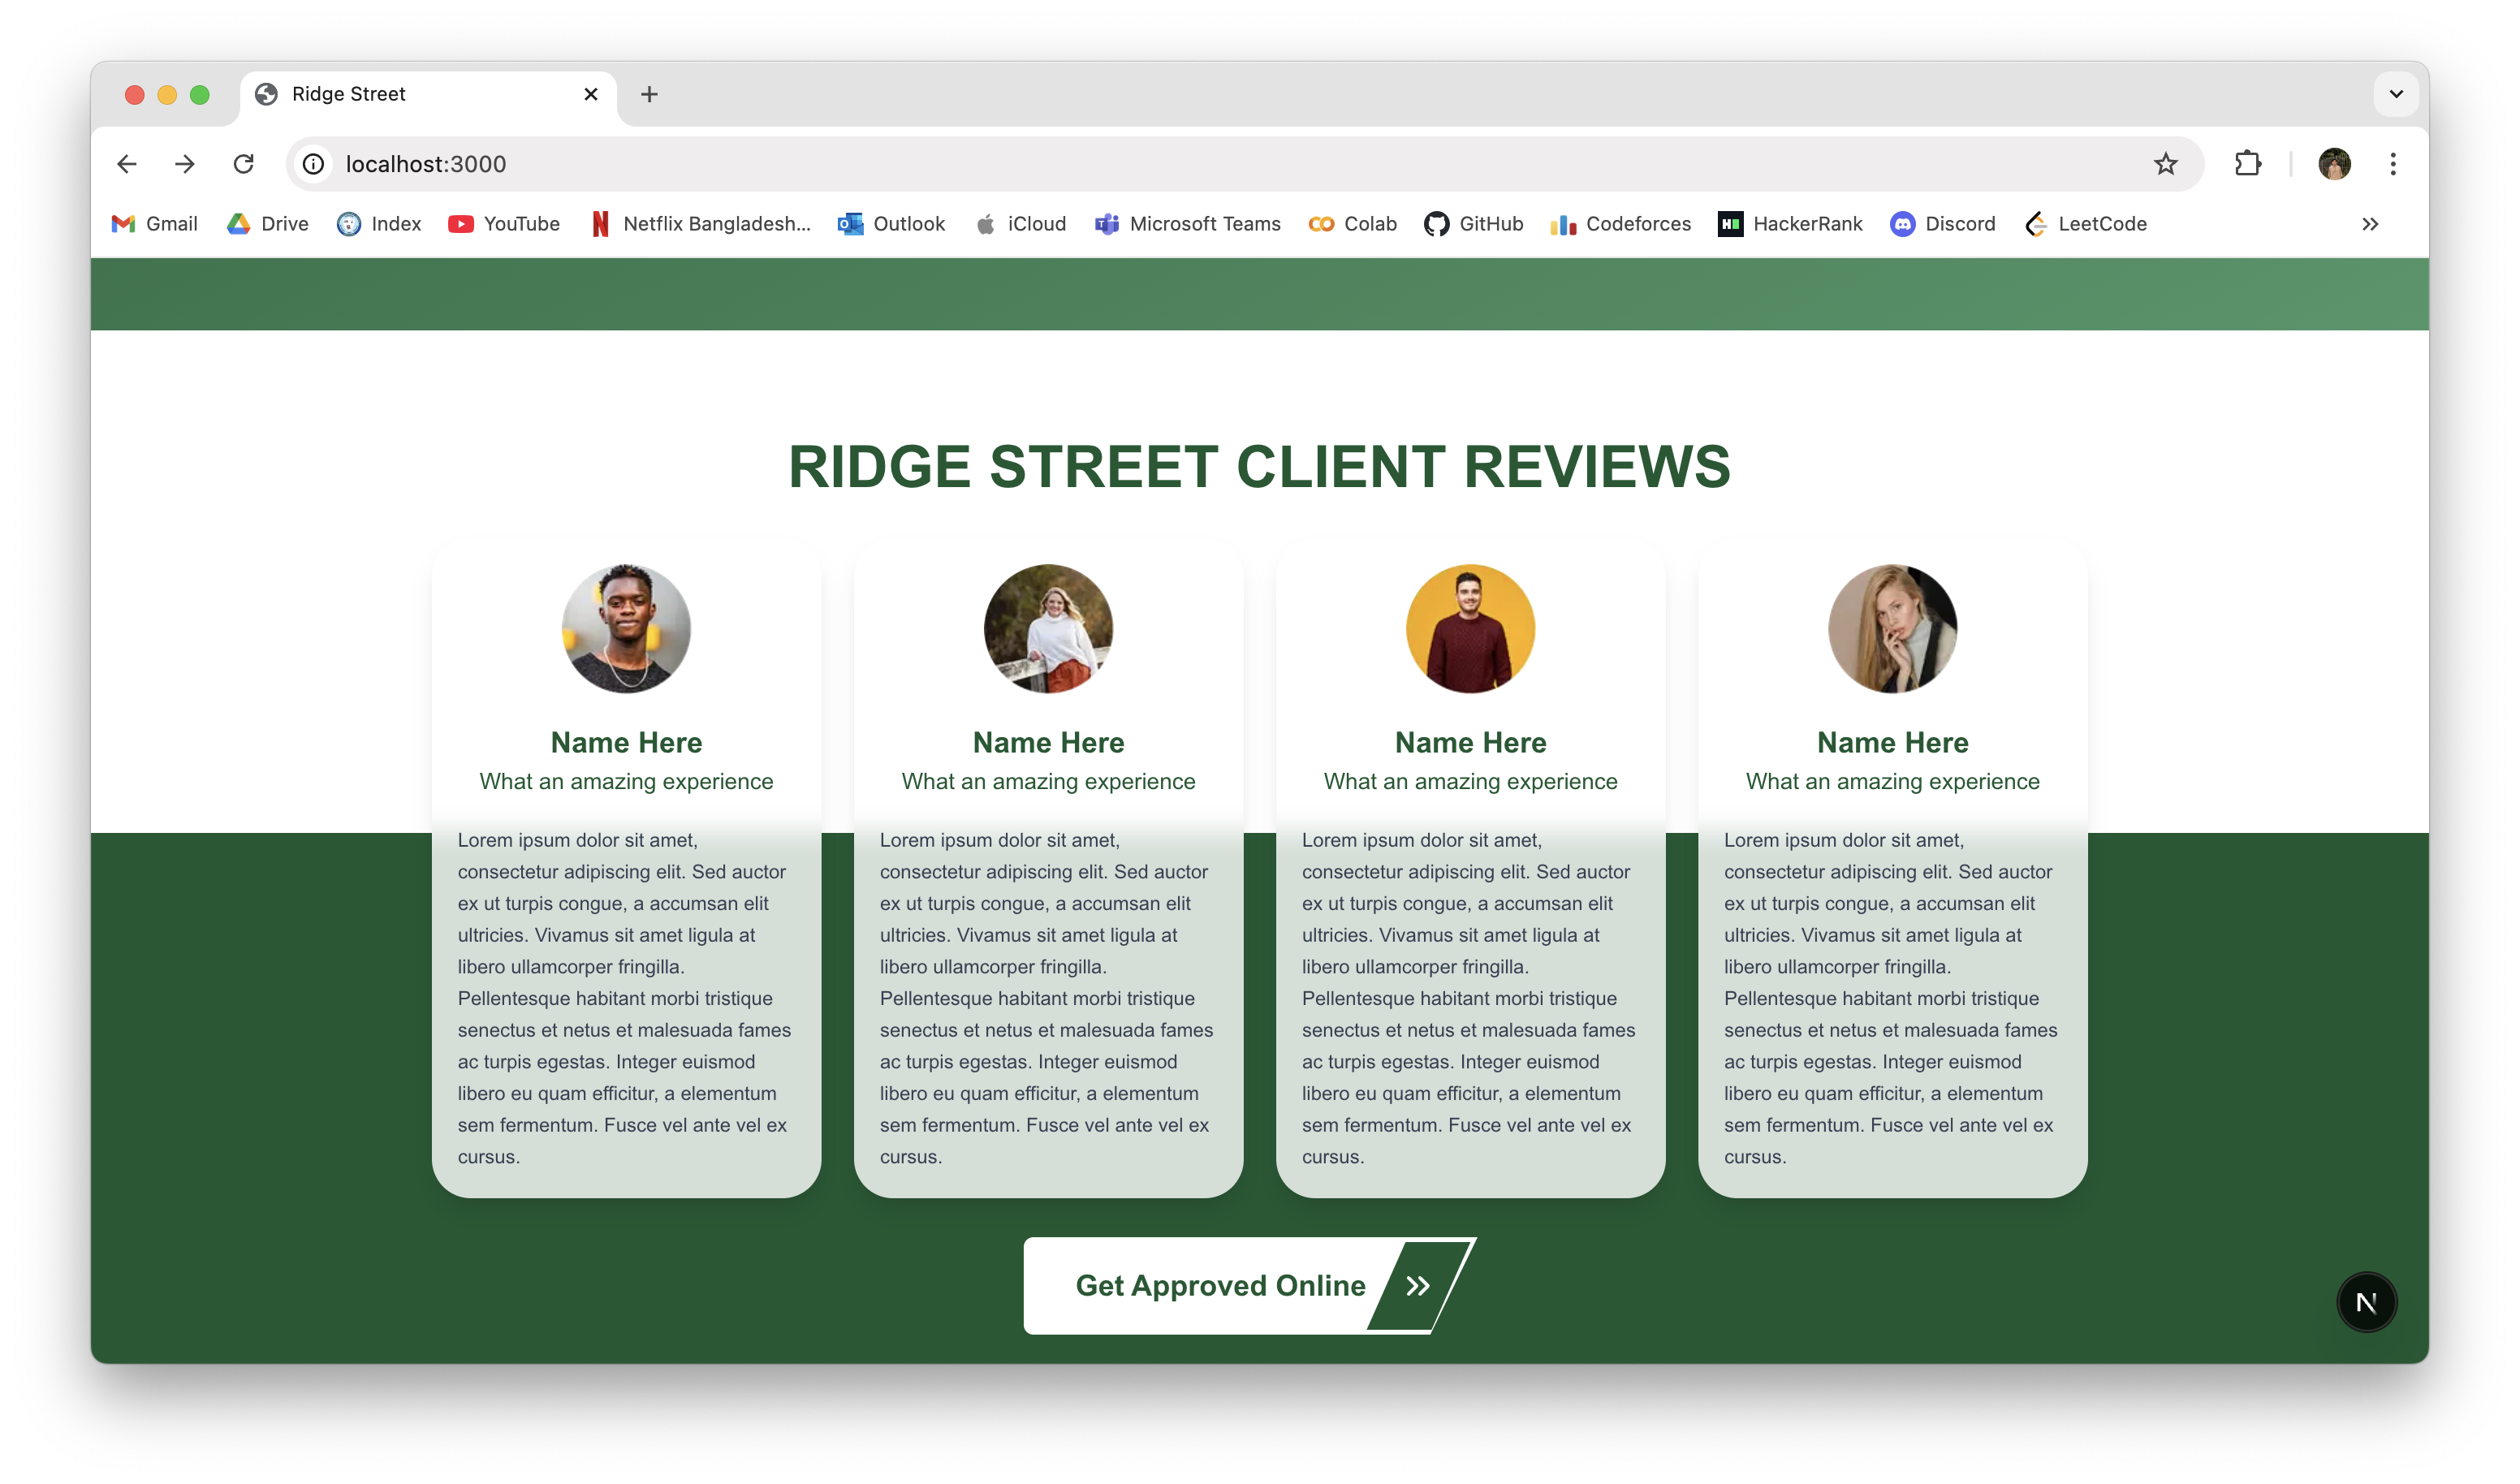 Ridge Street
localhost:3000
Gmail Drive Index YouTube Netflix Bangladesh... Outlook iCloud Microsoft Teams Colab GitHub Codeforces HackerRank Discord LeetCode
RIDGE STREET CLIENT REVIEWS
Name Here
What an amazing experience
Lorem ipsum dolor sit amet,
consectetur adipiscing elit. Sed auctor
ex ut turpis congue, a accumsan elit
ultricies. Vivamus sit amet ligula at
libero ullamcorper fringilla.
Pellentesque habitant morbi tristique
senectus et netus et malesuada fames
ac turpis egestas. Integer euismod
libero eu quam efficitur, a elementum
sem fermentum. Fusce vel ante vel ex
cursus.
Name Here
What an amazing experience
Lorem ipsum dolor sit amet,
consectetur adipiscing elit. Sed auctor
ex ut turpis congue, a accumsan elit
ultricies. Vivamus sit amet ligula at
libero ullamcorper fringilla.
Pellentesque habitant morbi tristique
senectus et netus et malesuada fames
ac turpis egestas. Integer euismod
libero eu quam efficitur, a elementum
sem fermentum. Fusce vel ante vel ex
cursus.
Name Here
What an amazing experience
Lorem ipsum dolor sit amet,
consectetur adipiscing elit. Sed auctor
ex ut turpis congue, a accumsan elit
ultricies. Vivamus sit amet ligula at
libero ullamcorper fringilla.
Pellentesque habitant morbi tristique
senectus et netus et malesuada fames
ac turpis egestas. Integer euismod
libero eu quam efficitur, a elementum
sem fermentum. Fusce vel ante vel ex
cursus.
Name Here
What an amazing experience
Lorem ipsum dolor sit amet,
consectetur adipiscing elit. Sed auctor
ex ut turpis congue, a accumsan elit
ultricies. Vivamus sit amet ligula at
libero ullamcorper fringilla.
Pellentesque habitant morbi tristique
senectus et netus et malesuada fames
ac turpis egestas. Integer euismod
libero eu quam efficitur, a elementum
sem fermentum. Fusce vel ante vel ex
cursus.
Get Approved Online
N